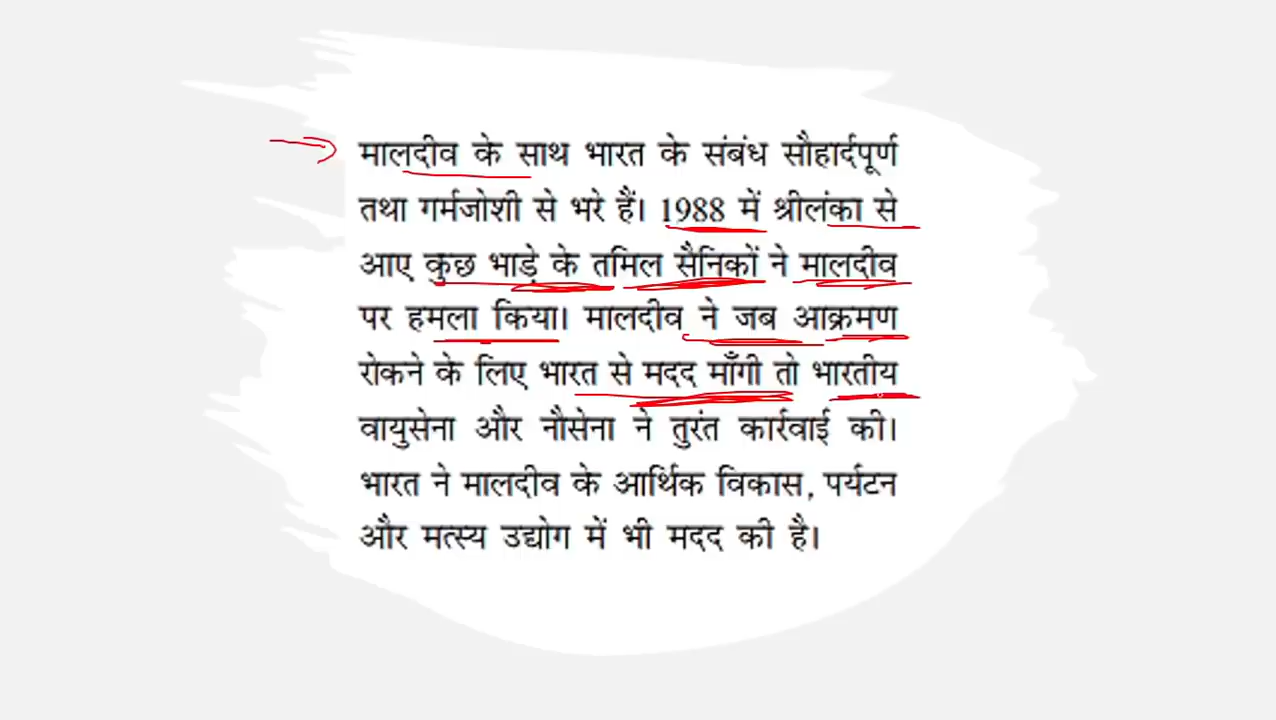 मालदीव के साथ भारत के संबंध सौहार्दपूर्ण
तथा गर्मजोशी से भरे हैं। 1988 में श्रीलंका से
आए कुछ भाड़े के तमिल सैनिकों ने मालदीव
पर हमला किया। मालदीव ने जब आक्रमण
रोकने के लिए भारत से मदद माँगी तो भारतीय
वायुसेना और नौसेना ने तुरंत कार्रवाई की।
भारत ने मालदीव के आर्थिक विकास, पर्यटन
और मत्स्य उद्योग में भी मदद की है।